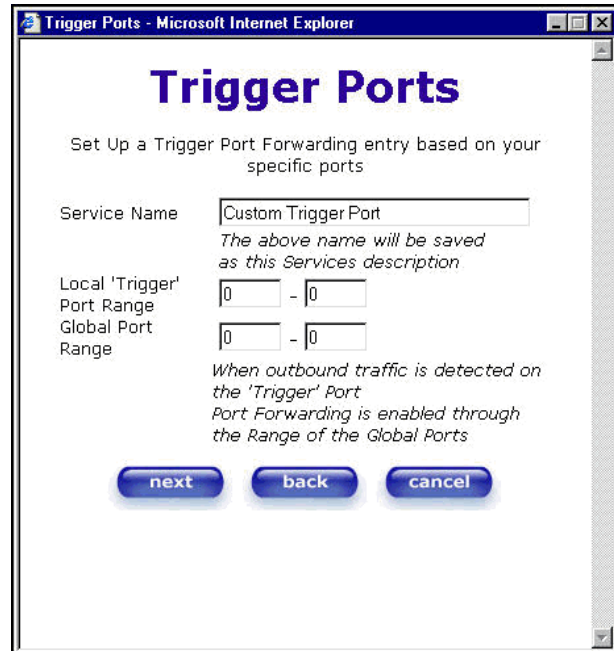 Trigger Ports - Microsoft Internet Explorer
Trigger Ports
Set Up a Trigger Port Forwarding entry based on your
specific ports
Service Name
Custom Trigger Port
The above name will be saved
as this Services description
Local 'Trigger'
Port Range
0 - 0
Global Port
Range
0 - 0
When outbound traffic is detected on
the 'Trigger' Port
Port Forwarding is enabled through
the Range of the Global Ports
next back cancel